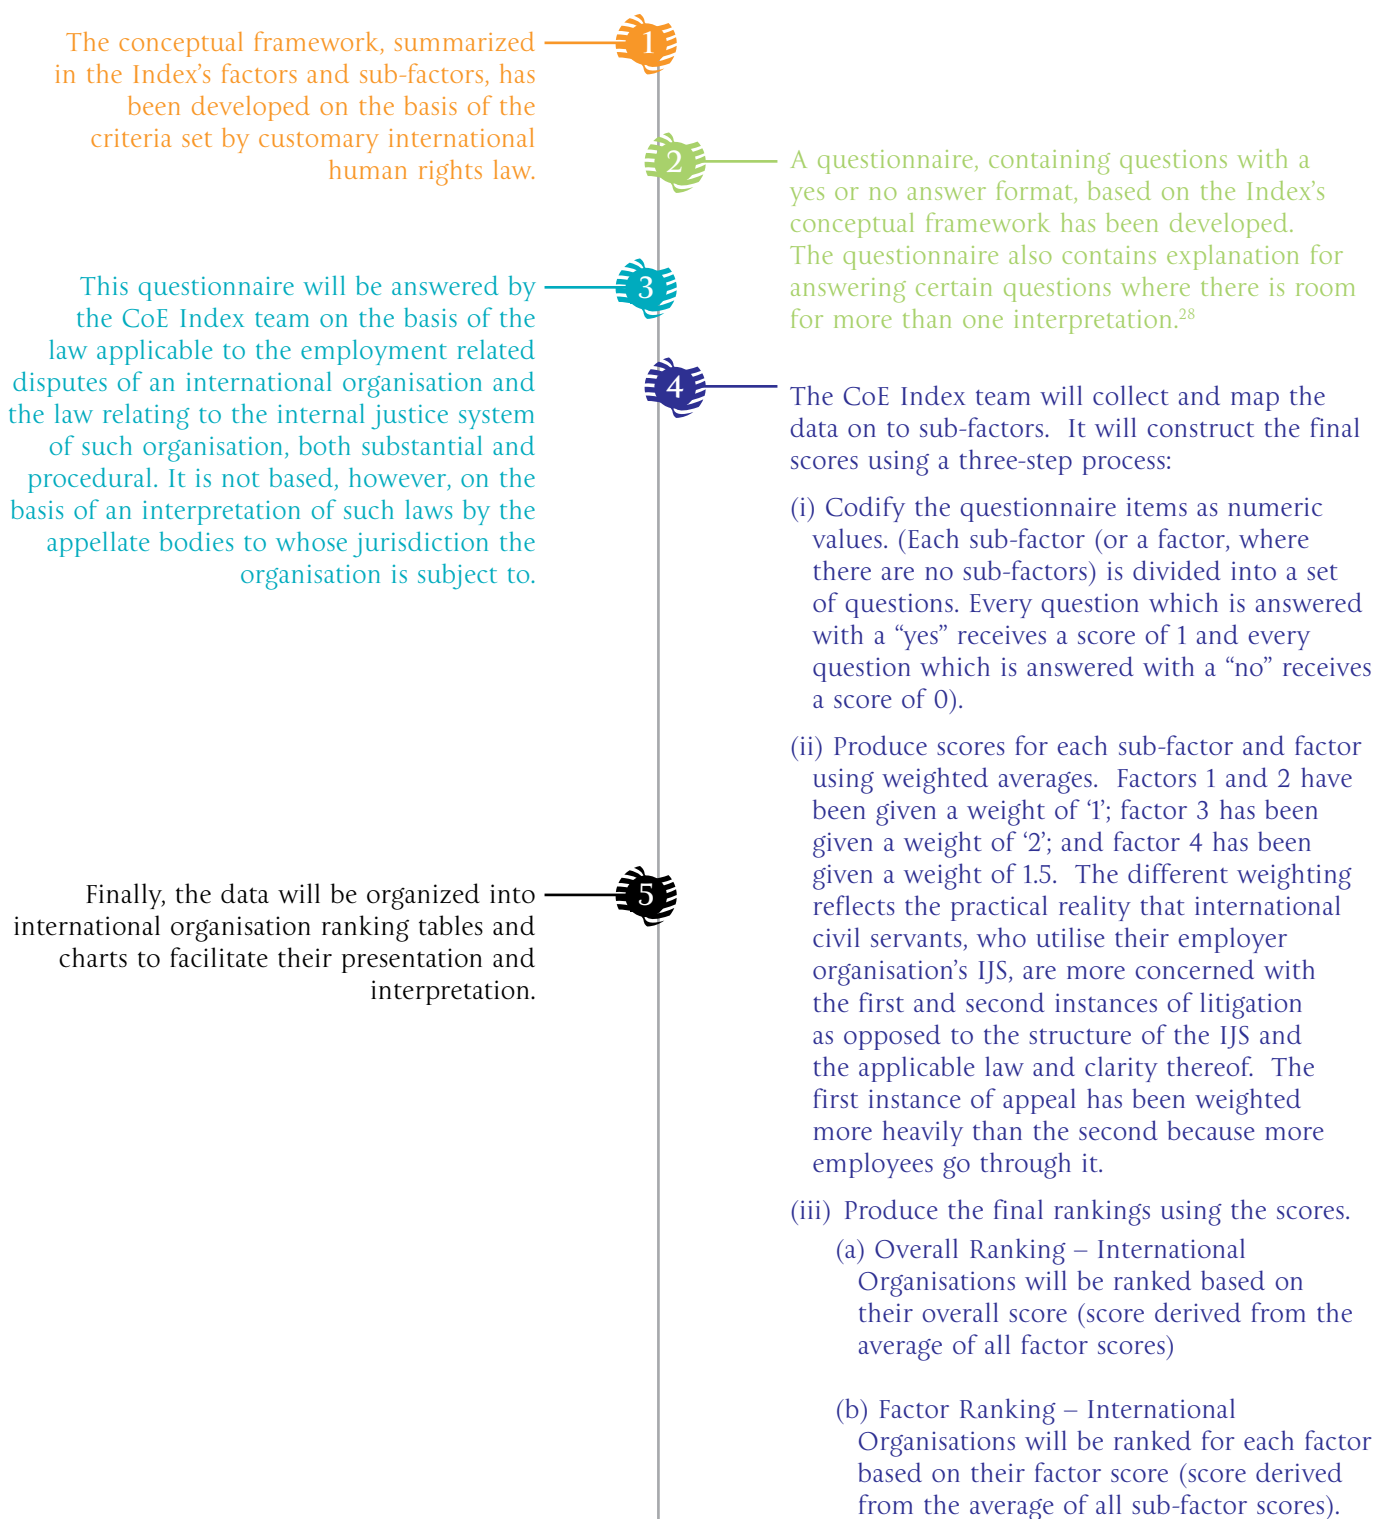 1
The conceptual framework, summarized
in the Index’s factors and sub-factors, has
been developed on the basis of the
criteria set by customary international
human rights law.
2
A questionnaire, containing questions with a
yes or no answer format, based on the Index’s
conceptual framework has been developed.
The questionnaire also contains explanation for
answering certain questions where there is room
for more than one interpretation.28
3
This questionnaire will be answered by
the CoE Index team on the basis of the
law applicable to the employment related
disputes of an international organisation and
the law relating to the internal justice system
of such organisation, both substantial and
procedural. It is not based, however, on the
basis of an interpretation of such laws by the
appellate bodies to whose jurisdiction the
organisation is subject to.
4
The CoE Index team will collect and map the
data on to sub-factors. It will construct the final
scores using a three-step process:
(i) Codify the questionnaire items as numeric
values. (Each sub-factor (or a factor, where
there are no sub-factors) is divided into a set
of questions. Every question which is answered
with a “yes” receives a score of 1 and every
question which is answered with a “no” receives
a score of 0).
(ii) Produce scores for each sub-factor and factor
using weighted averages. Factors 1 and 2 have
been given a weight of ‘1’; factor 3 has been
given a weight of ‘2’; and factor 4 has been
given a weight of 1.5. The different weighting
reflects the practical reality that international
civil servants, who utilise their employer
organisation’s IJS, are more concerned with
the first and second instances of litigation
as opposed to the structure of the IJS and
the applicable law and clarity thereof. The
first instance of appeal has been weighted
more heavily than the second because more
employees go through it.
(iii) Produce the final rankings using the scores.
(a) Overall Ranking – International
Organisations will be ranked based on
their overall score (score derived from the
average of all factor scores)
(b) Factor Ranking – International
Organisations will be ranked for each factor
based on their factor score (score derived
from the average of all sub-factor scores).
5
Finally, the data will be organized into
international organisation ranking tables and
charts to facilitate their presentation and
interpretation.